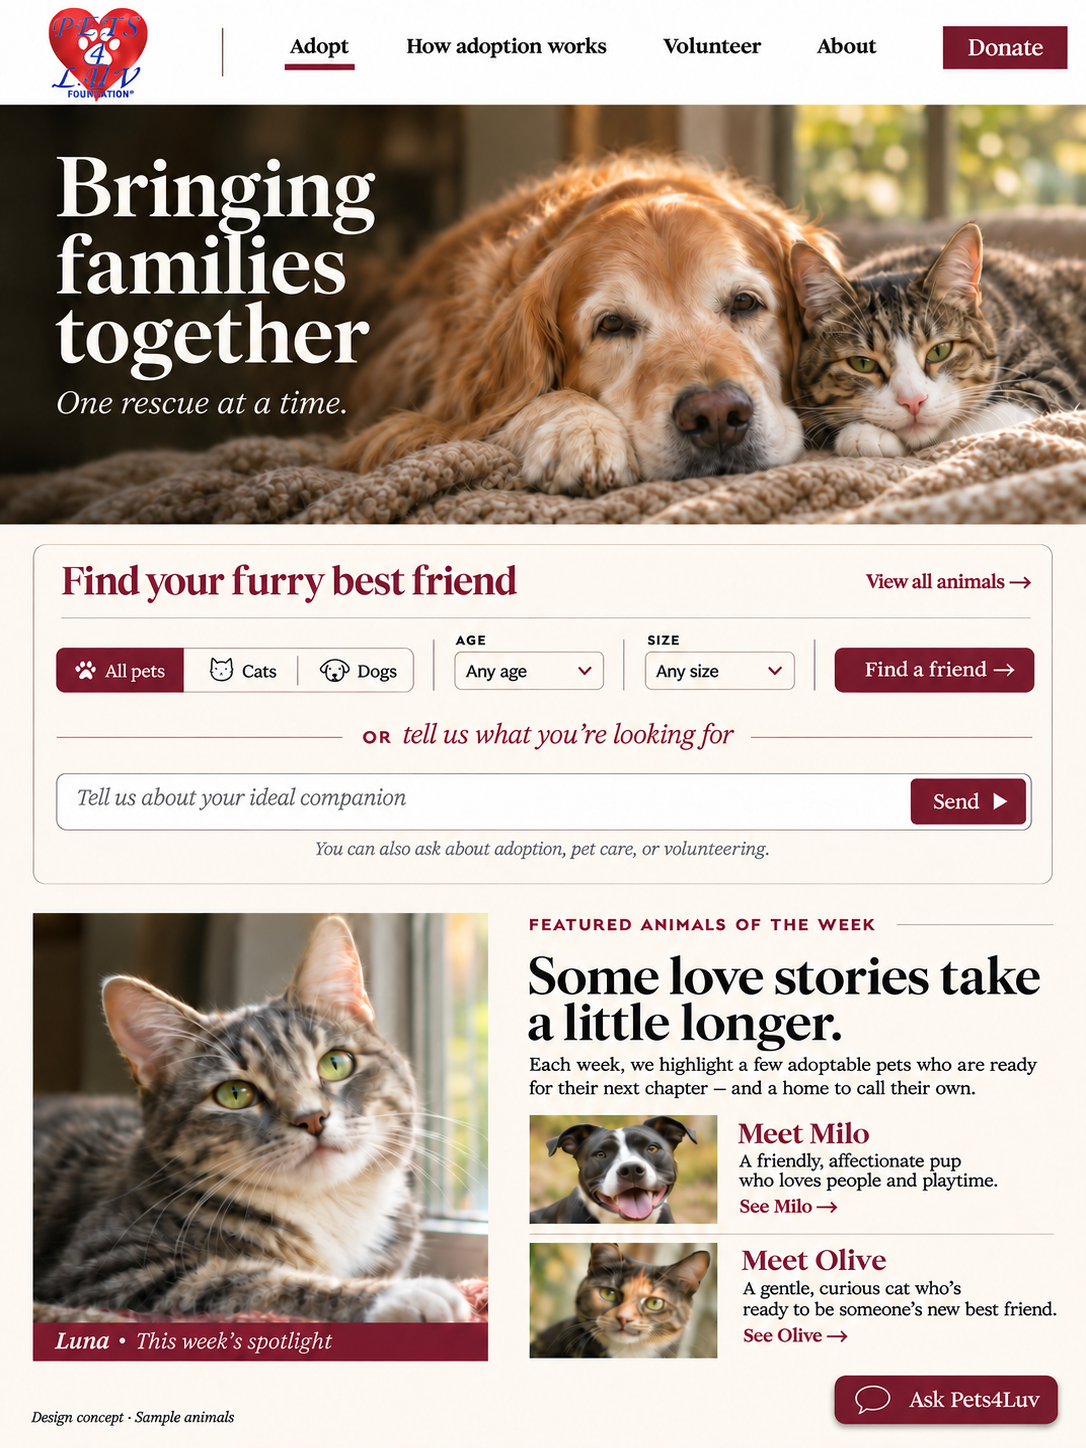 PETS
4
LUV
FOUNDATION®
Adopt
How adoption works
Volunteer
About
Donate
Bringing
families
together
One rescue at a time.
Find your furry best friend
View all animals →
All pets
Cats
Dogs
AGE
Any age
SIZE
Any size
Find a friend →
OR tell us what you're looking for
Tell us about your ideal companion
Send
You can also ask about adoption, pet care, or volunteering.
FEATURED ANIMALS OF THE WEEK
Some love stories take
a little longer.
Each week, we highlight a few adoptable pets who are ready
for their next chapter — and a home to call their own.
Meet Milo
A friendly, affectionate pup
who loves people and playtime.
See Milo →
Meet Olive
A gentle, curious cat who's
ready to be someone's new best friend.
See Olive →
Luna • This week's spotlight
Design concept · Sample animals
Ask Pets4Luv